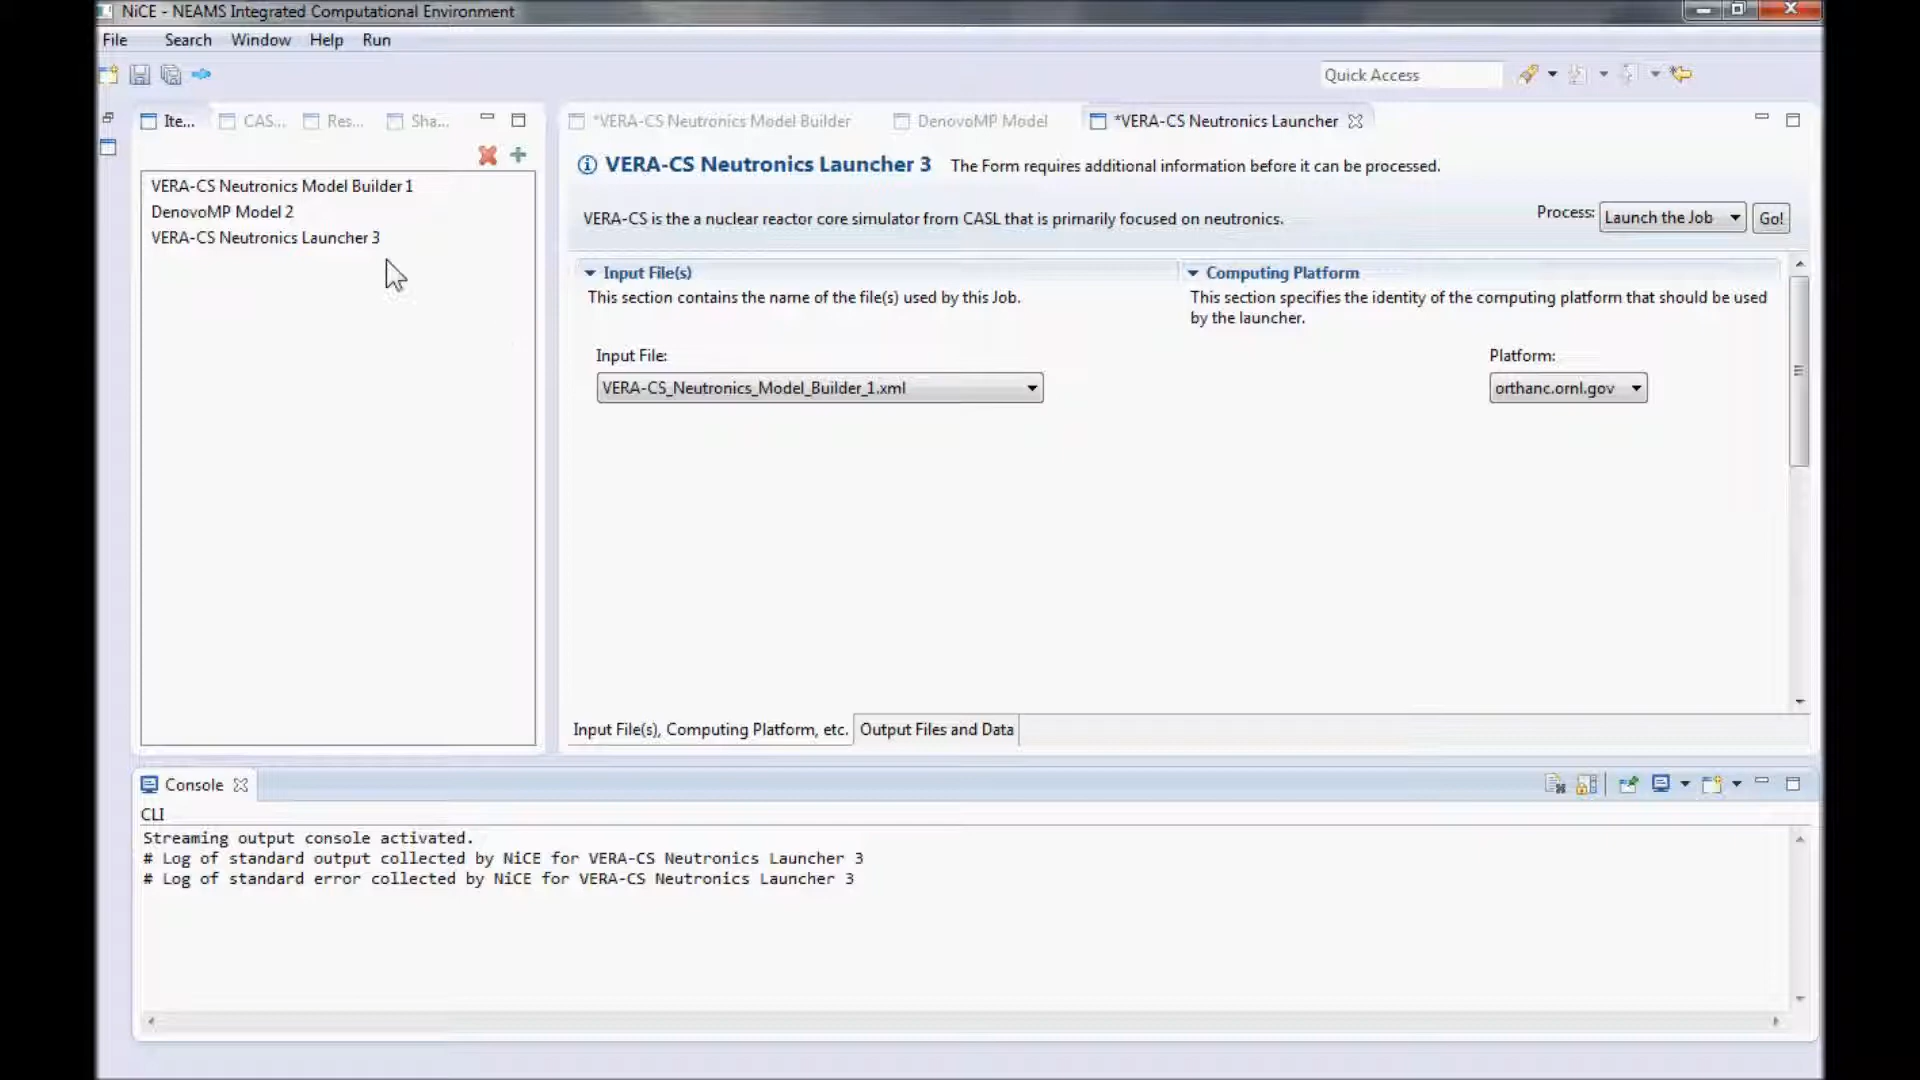 NiCE - NEAMS Integrated Computational Environment
File Search Window Help Run
Quick Access
Ite... CAS... Res... Sha...
VERA-CS Neutronics Model Builder 1
DenovoMP Model 2
VERA-CS Neutronics Launcher 3
*VERA-CS Neutronics Model Builder DenovoMP Model *VERA-CS Neutronics Launcher
VERA-CS Neutronics Launcher 3 The Form requires additional information before it can be processed.
VERA-CS is the a nuclear reactor core simulator from CASL that is primarily focused on neutronics.
Process: Launch the Job Go!
Input File(s)
This section contains the name of the file(s) used by this Job.
Input File:
VERA-CS_Neutronics_Model_Builder_1.xml
Computing Platform
This section specifies the identity of the computing platform that should be used
by the launcher.
Platform:
orthanc.ornl.gov
Input File(s), Computing Platform, etc. Output Files and Data
Console
CLI
Streaming output console activated.
# Log of standard output collected by NiCE for VERA-CS Neutronics Launcher 3
# Log of standard error collected by NiCE for VERA-CS Neutronics Launcher 3